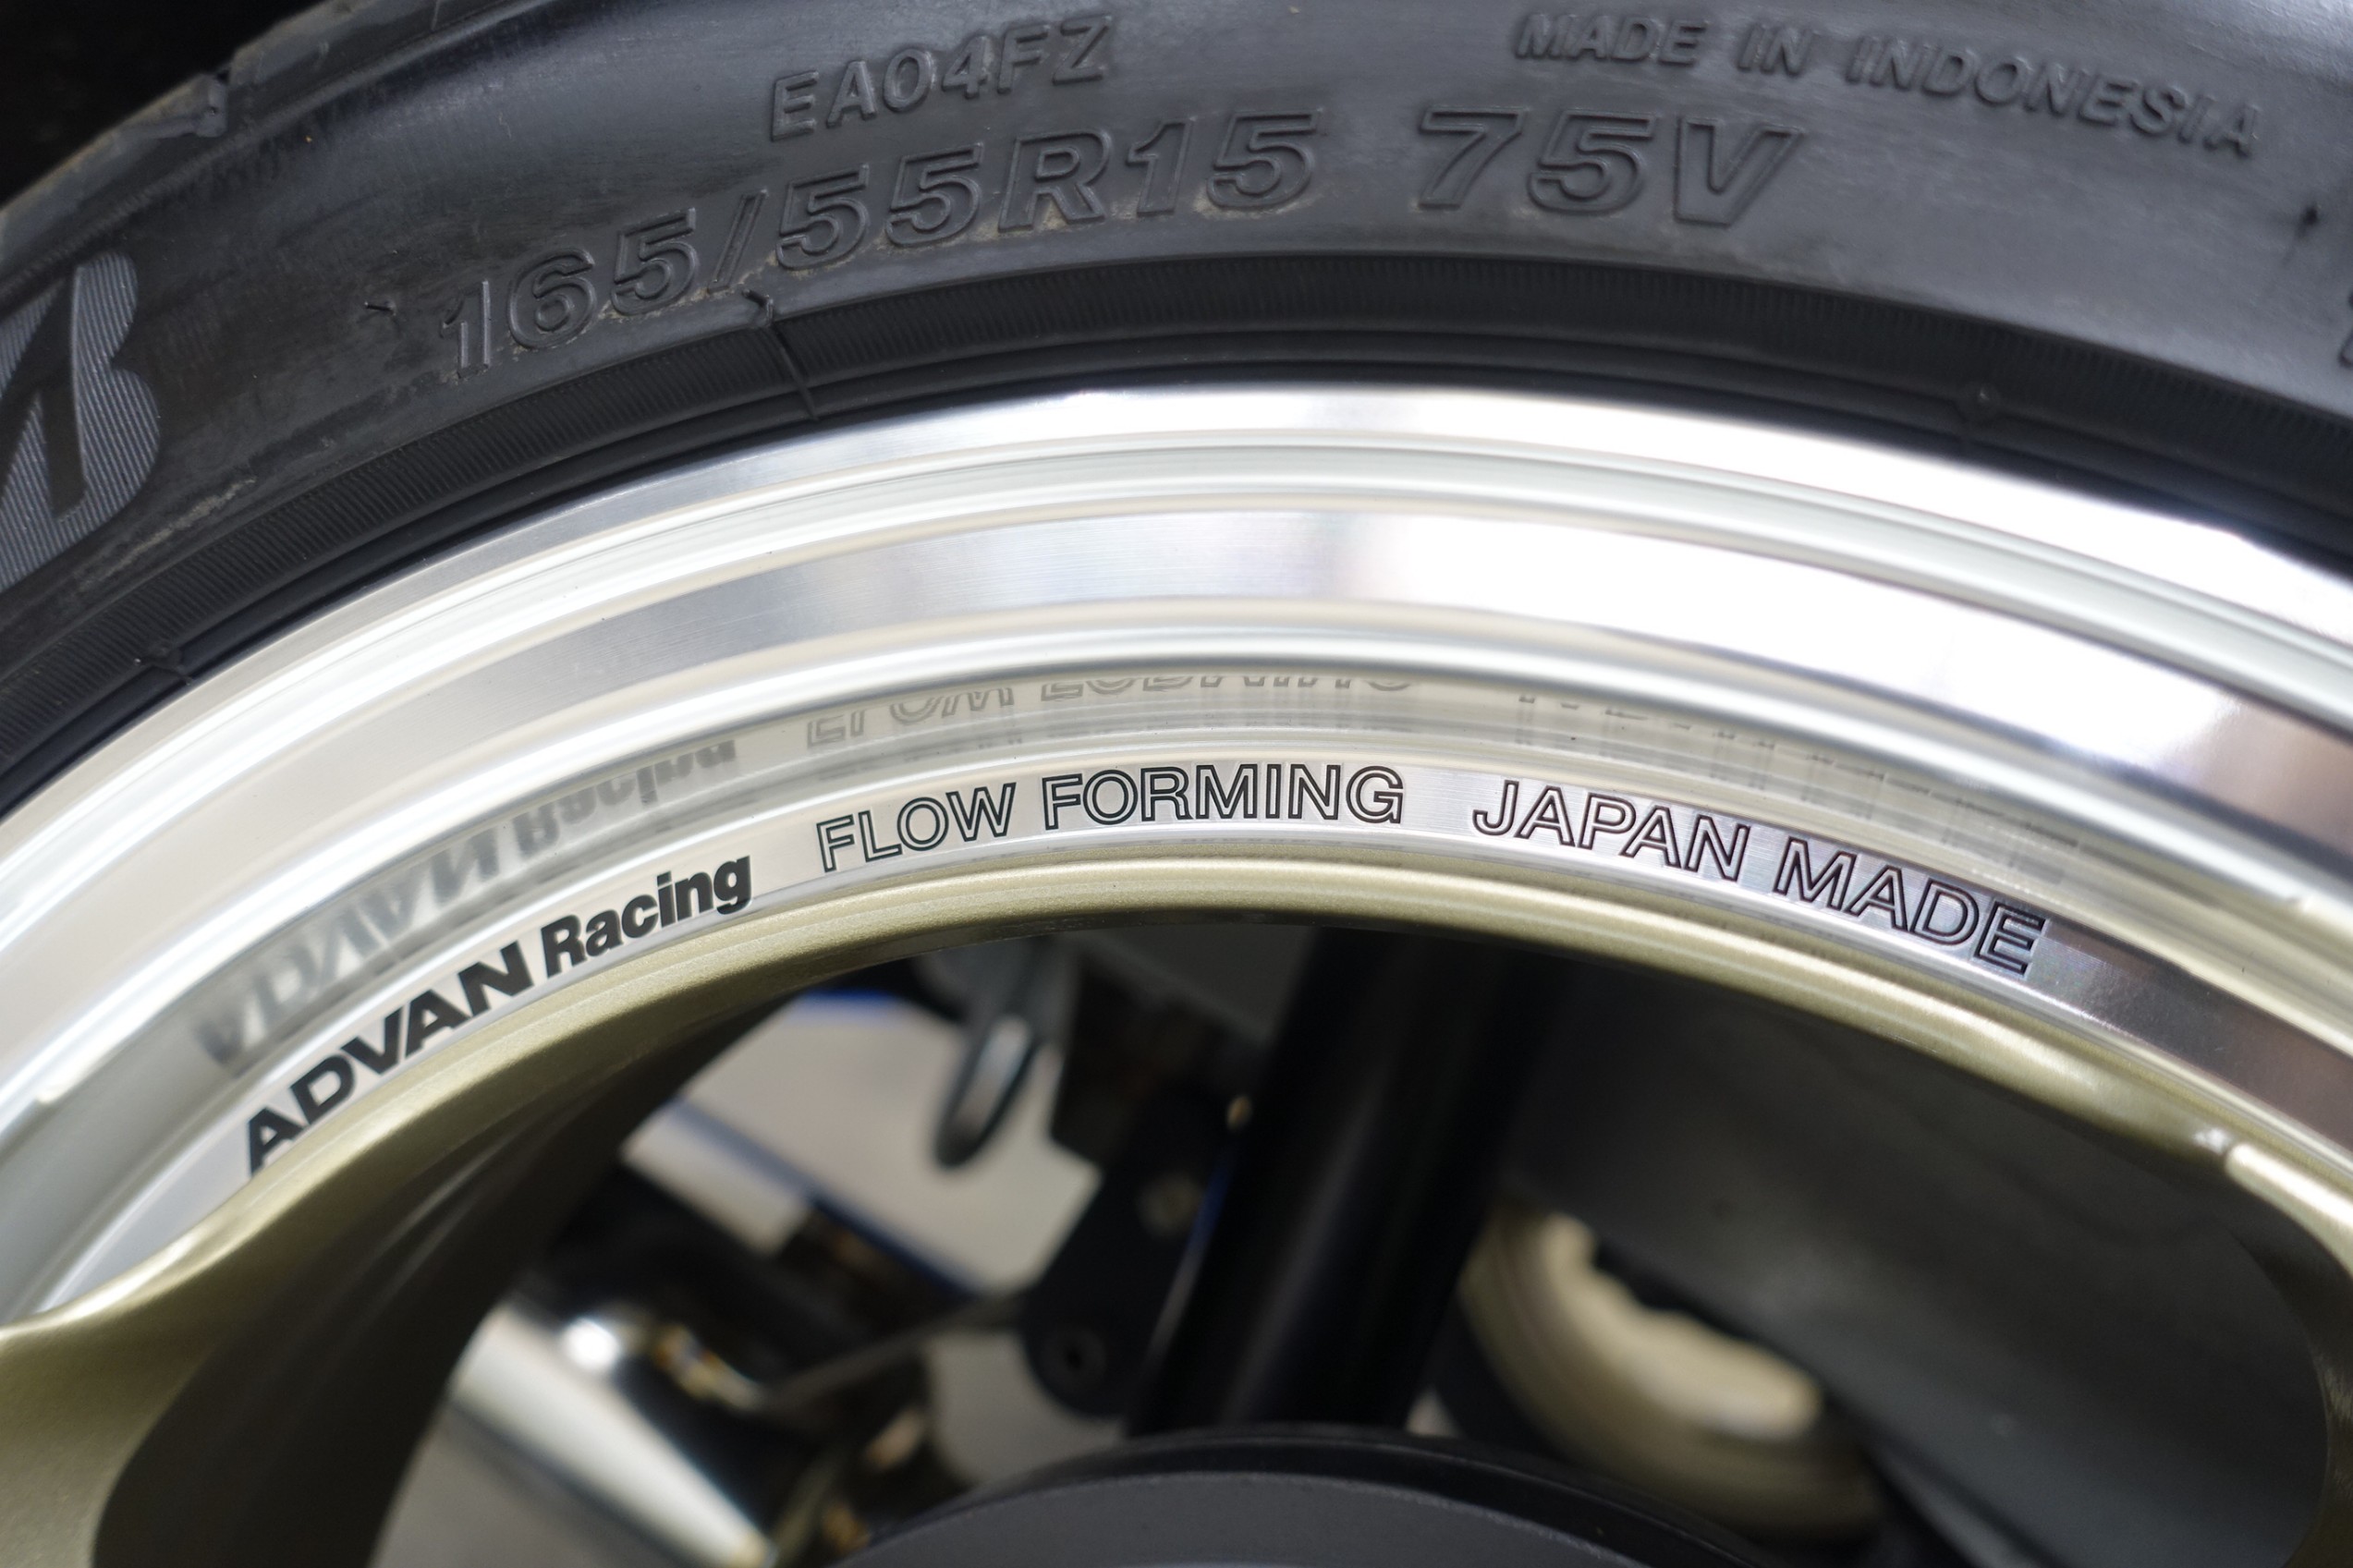 EA04FZ
MADE IN INDONESIA
165/55R15 75V
B
ADVAN Racing FLOW FORMING JAPAN MADE